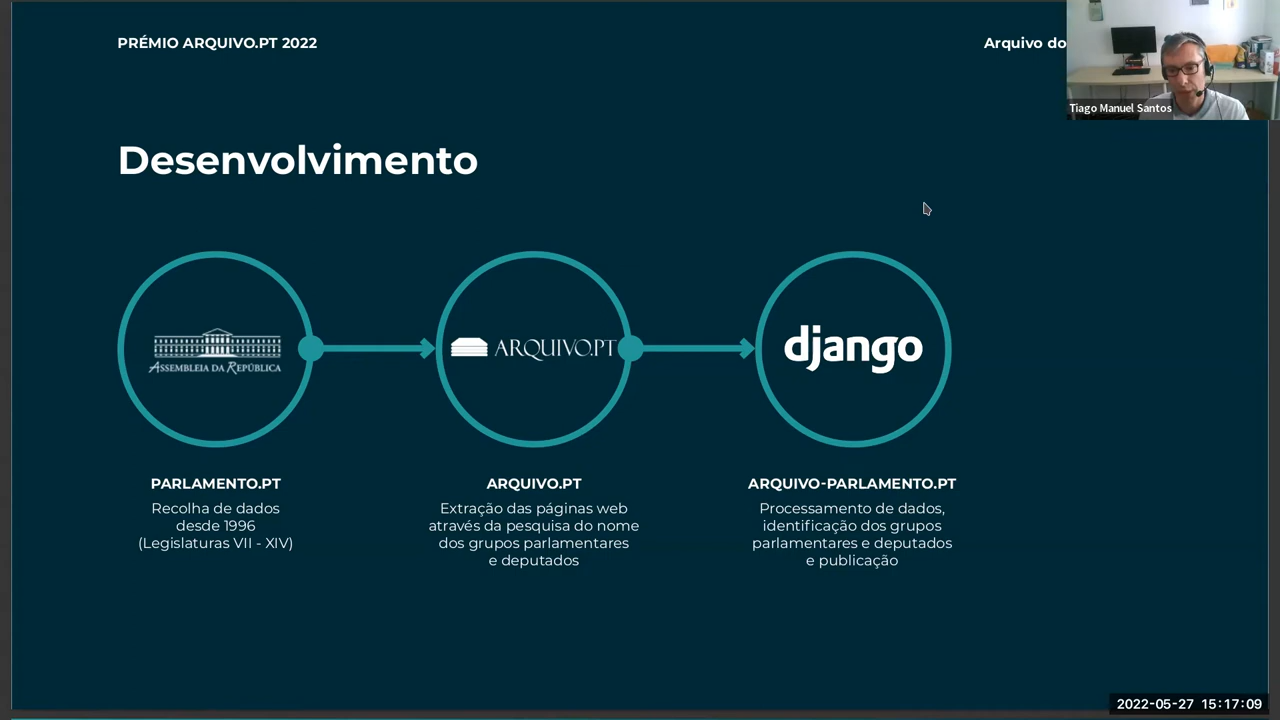 PRÉMIO ARQUIVO.PT 2022
Arquivo do
Tiago Manuel Santos
Desenvolvimento
ASSEMBLEIA DA REPÚBLICA
ARQUIVO.PT
django
PARLAMENTO.PT
Recolha de dados
desde 1996
(Legislaturas VII - XIV)
ARQUIVO.PT
Extração das páginas web
através da pesquisa do nome
dos grupos parlamentares
e deputados
ARQUIVO-PARLAMENTO.PT
Processamento de dados,
identificação dos grupos
parlamentares e deputados
e publicação
2022-05-27 15:17:09